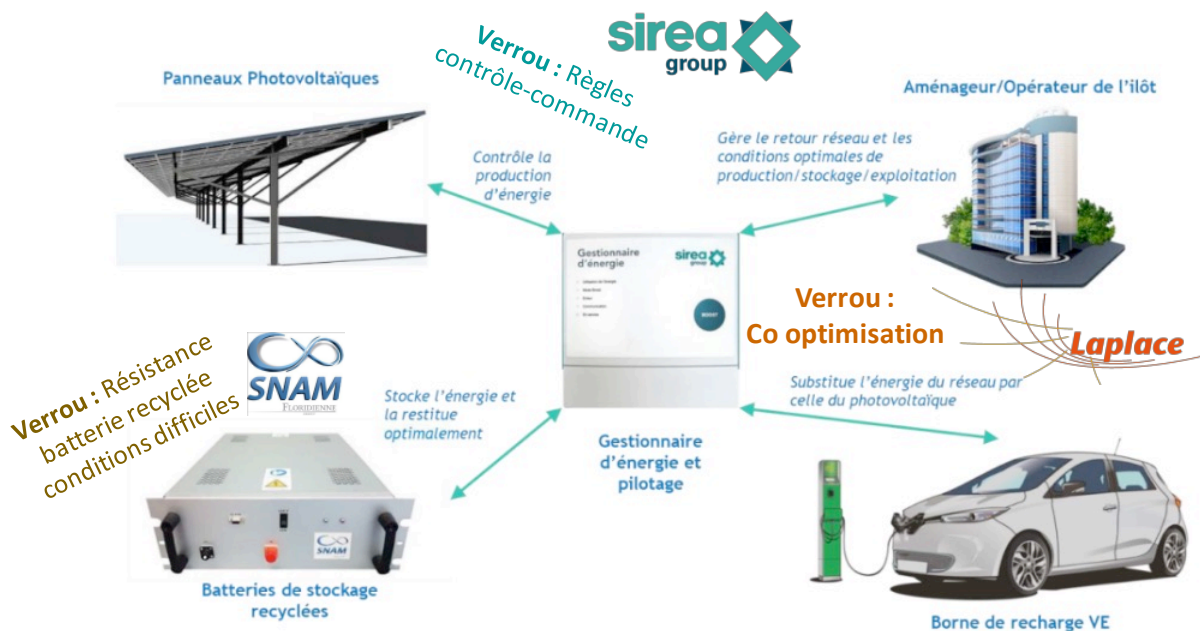 sirea
group
Verrou : Règles
contrôle-commande
Panneaux Photovoltaïques
Aménageur/Opérateur de l'ilôt
Contrôle la
production
d'énergie
Gère le retour réseau et les
conditions optimales de
production/stockage/exploitation
Gestionnaire
d'énergie
sirea
group
Verrou :
Co optimisation
Laplace
Verrou : Résistance
batterie recyclée
conditions difficiles
SNAM
FLORIDIENNE
Stocke l'énergie et
la restitue
optimalement
Substitue l'énergie du réseau par
celle du photovoltaïque
Gestionnaire
d'énergie et
pilotage
SNAM
Batteries de stockage
recyclées
Borne de recharge VE